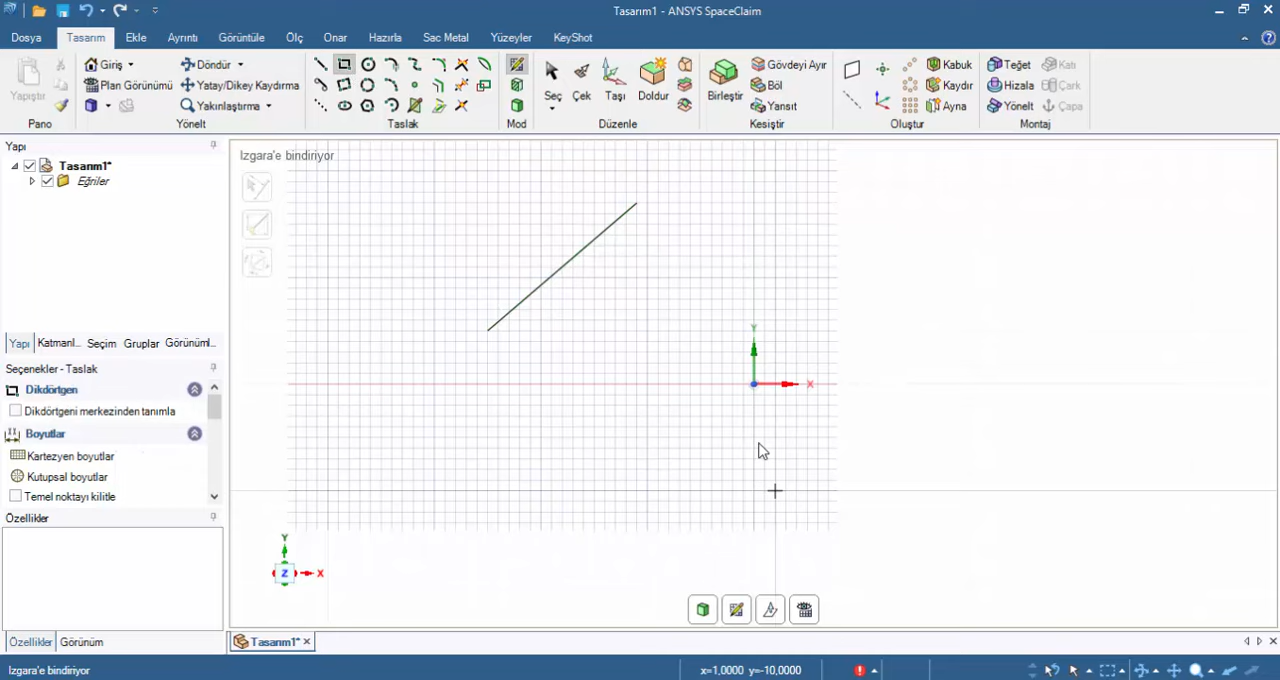 Tasarım1 - ANSYS SpaceClaim
Dosya Tasarım Ekle Ayrıntı Görüntüle Ölç Onar Hazırla Sac Metal Yüzeyler KeyShot
Yapıştır
Pano
Giriş Döndür
Plan Görünümü Yatay/Dikey Kaydırma
Yakınlaştırma
Yönelt
Taslak
Mod
Seç Çek Taşı Doldur
Düzenle
Birleştir
Gövdeyi Ayır
Böl
Yansıt
Kesiştir
Kabuk
Kaydır
Ayna
Oluştur
Teğet Katı
Hizala Çark
Yönelt Çapa
Montaj
Yapı
Tasarım1*
Eğriler
Yapı Katmanl... Seçim Gruplar Görünüml...
Seçenekler - Taslak
Dikdörtgen
Dikdörtgeni merkezinden tanımla
Boyutlar
Kartezyen boyutlar
Kutupsal boyutlar
Temel noktayı kilitle
Özellikler
Özellikler Görünüm
Izgara'e bindiriyor
Y
X
Y
Z X
Tasarım1*
Izgara'e bindiriyor
x=1,0000 y=-10,0000